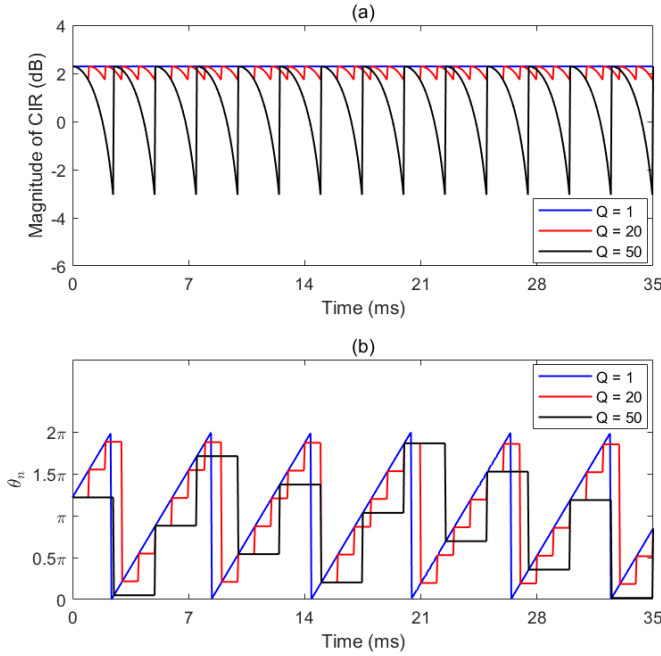 (a)
Magnitude of CIR (dB)
4
2
0
-2
-4
-6
Q = 1
Q = 20
Q = 50
0 7 14 21 28 35
Time (ms)
(b)
θn
2π
1.5π
π
0.5π
0
Q = 1
Q = 20
Q = 50
0 7 14 21 28 35
Time (ms)